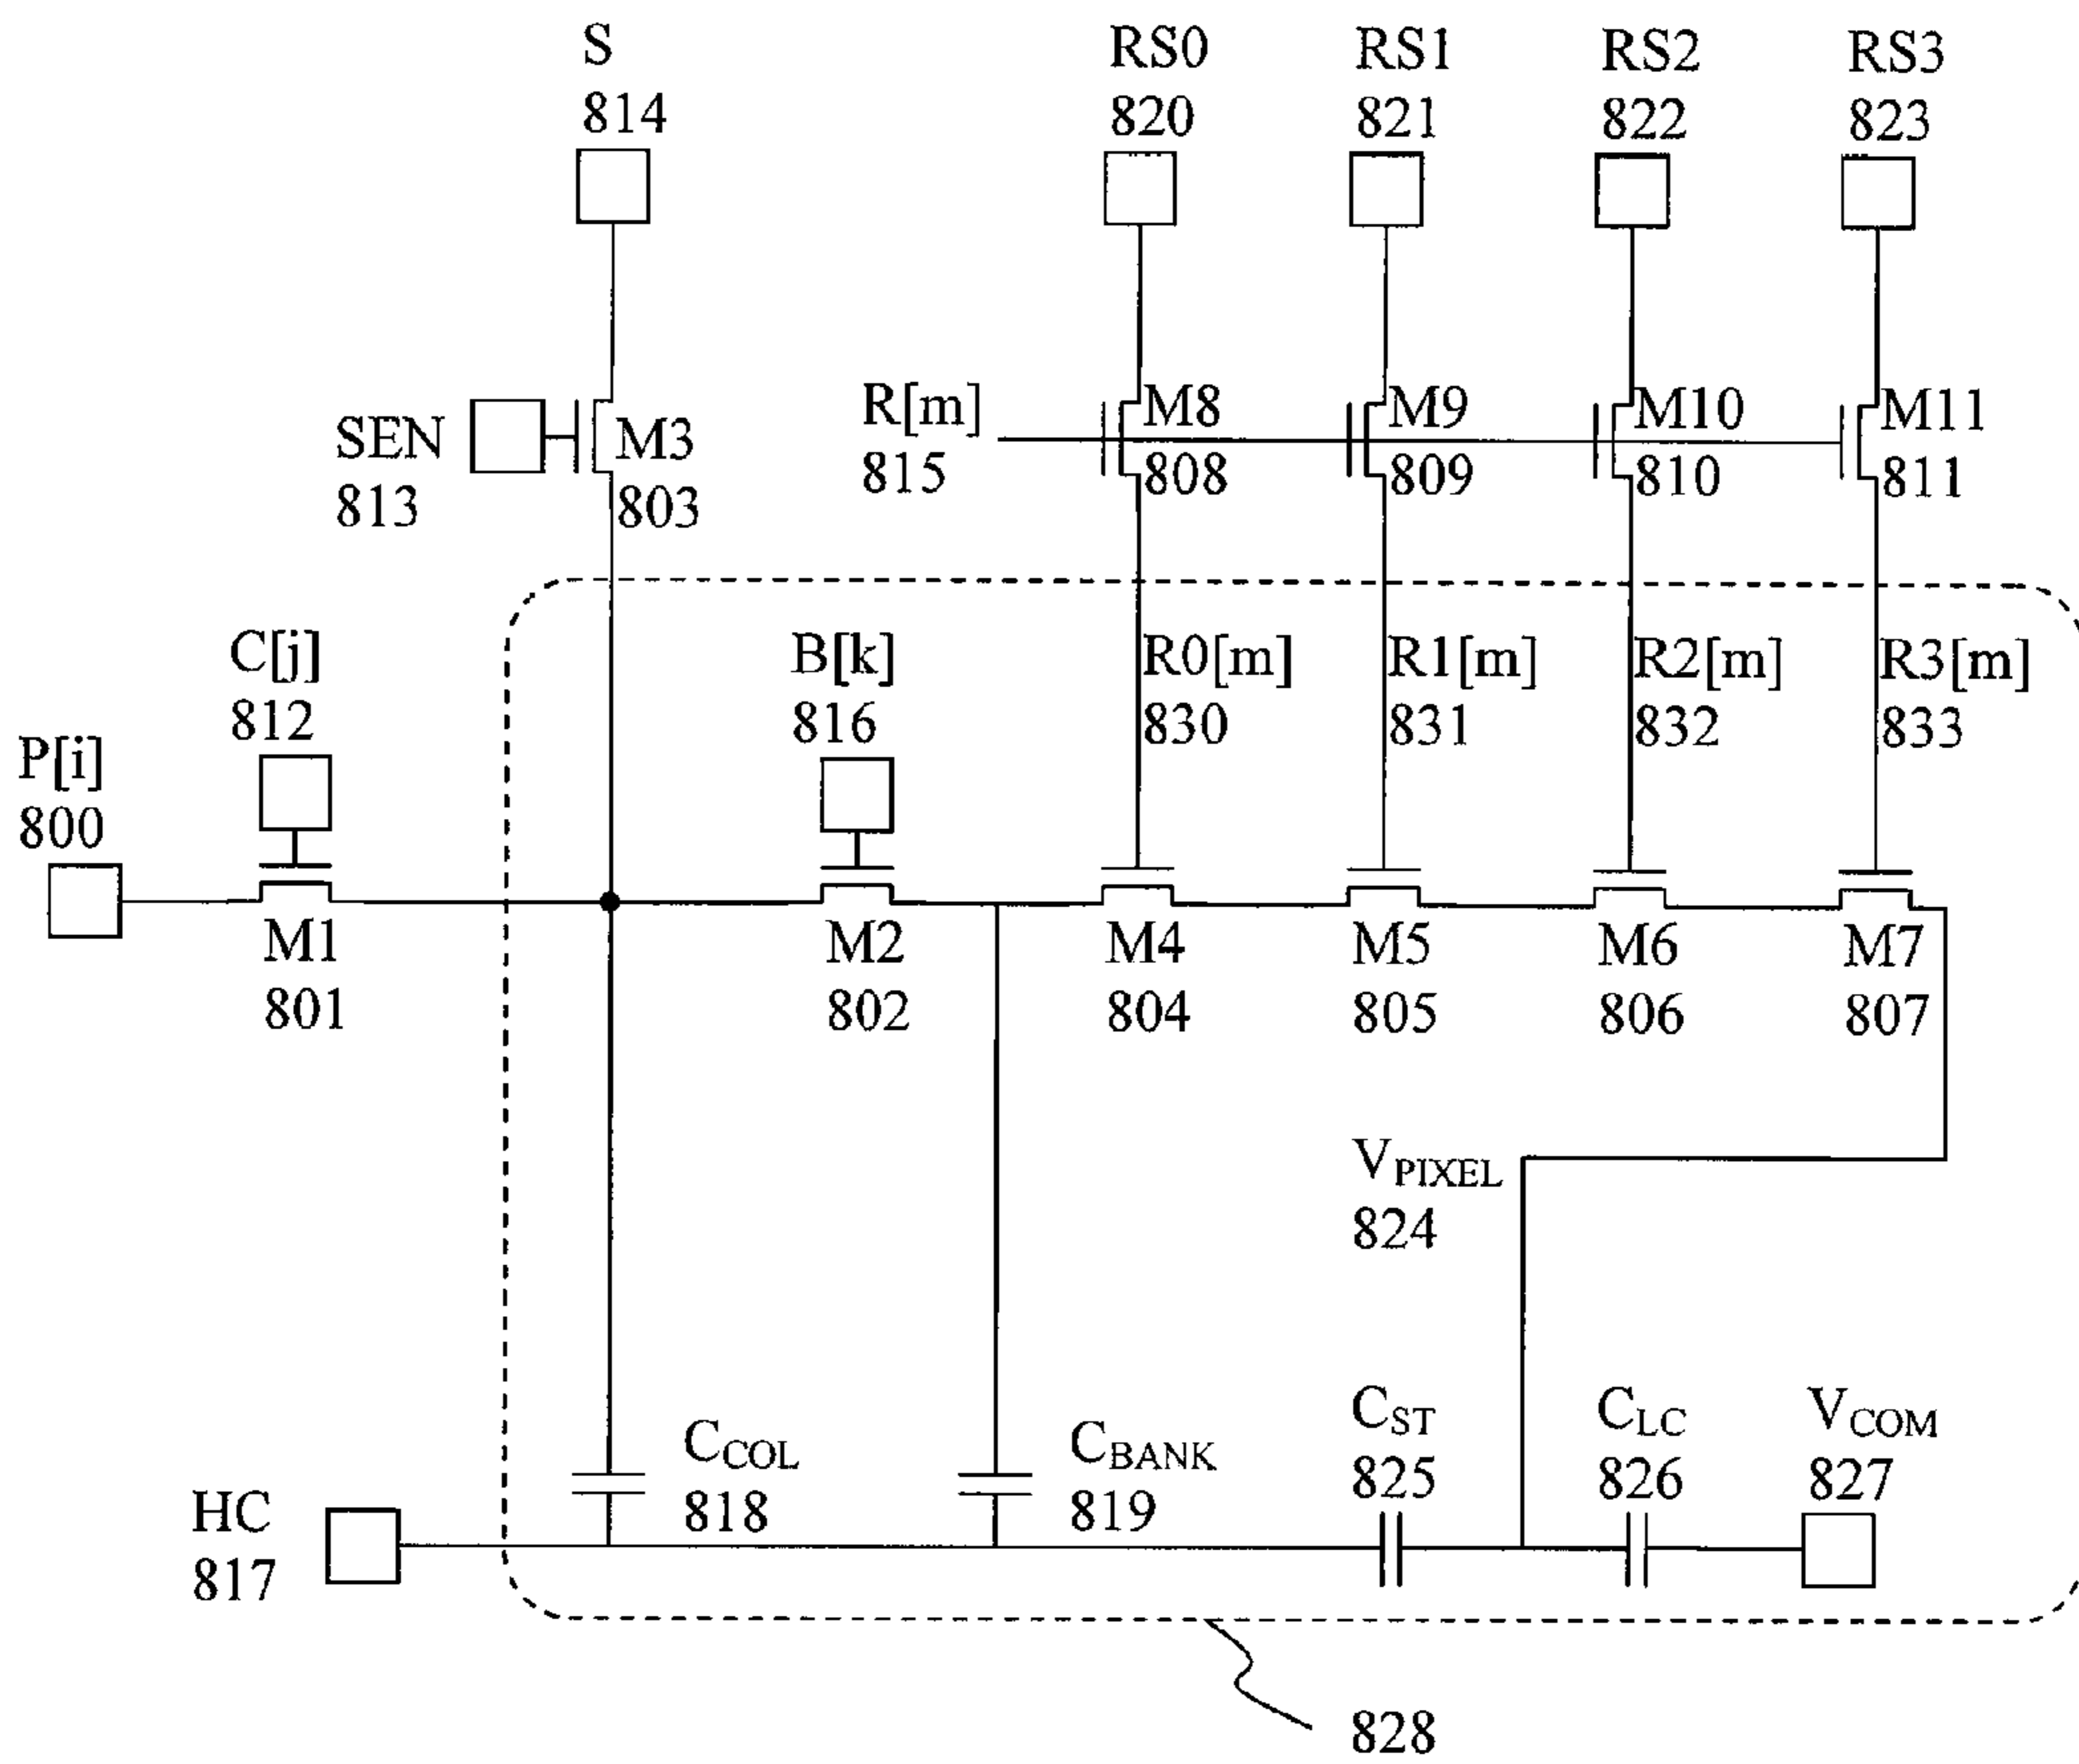 S
814
RS0
820
RS1
821
RS2
822
RS3
823
SEN
813
M3
803
R[m]
815
M8
808
M9
809
M10
810
M11
811
C[j]
812
B[k]
816
R0[m]
830
R1[m]
831
R2[m]
832
R3[m]
833
P[i]
800
M1
801
M2
802
M4
804
M5
805
M6
806
M7
807
VPIXEL
824
HC
817
CCOL
818
CBANK
819
CST
825
CLC
826
VCOM
827
828